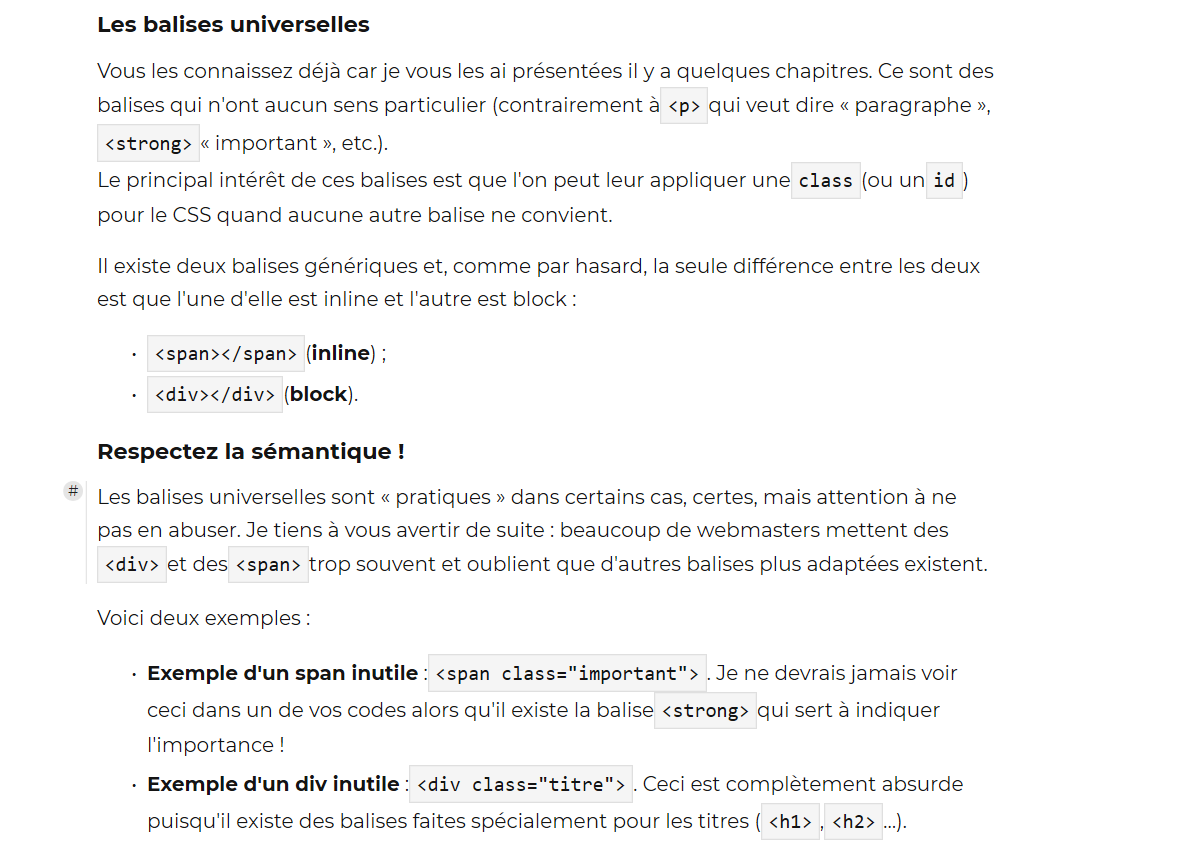 Les balises universelles
Vous les connaissez déjà car je vous les ai présentées il y a quelques chapitres. Ce sont des
balises qui n'ont aucun sens particulier (contrairement à <p> qui veut dire « paragraphe »,
<strong> « important », etc.).
Le principal intérêt de ces balises est que l'on peut leur appliquer une class (ou un id )
pour le CSS quand aucune autre balise ne convient.
Il existe deux balises génériques et, comme par hasard, la seule différence entre les deux
est que l'une d'elle est inline et l'autre est block :
• <span></span> (inline) ;
• <div></div> (block).
Respectez la sémantique !
# Les balises universelles sont « pratiques » dans certains cas, certes, mais attention à ne
pas en abuser. Je tiens à vous avertir de suite : beaucoup de webmasters mettent des
<div> et des <span> trop souvent et oublient que d'autres balises plus adaptées existent.
Voici deux exemples :
• Exemple d'un span inutile : <span class="important"> . Je ne devrais jamais voir
ceci dans un de vos codes alors qu'il existe la balise <strong> qui sert à indiquer
l'importance !
• Exemple d'un div inutile : <div class="titre"> . Ceci est complètement absurde
puisqu'il existe des balises faites spécialement pour les titres ( <h1> , <h2> ...).